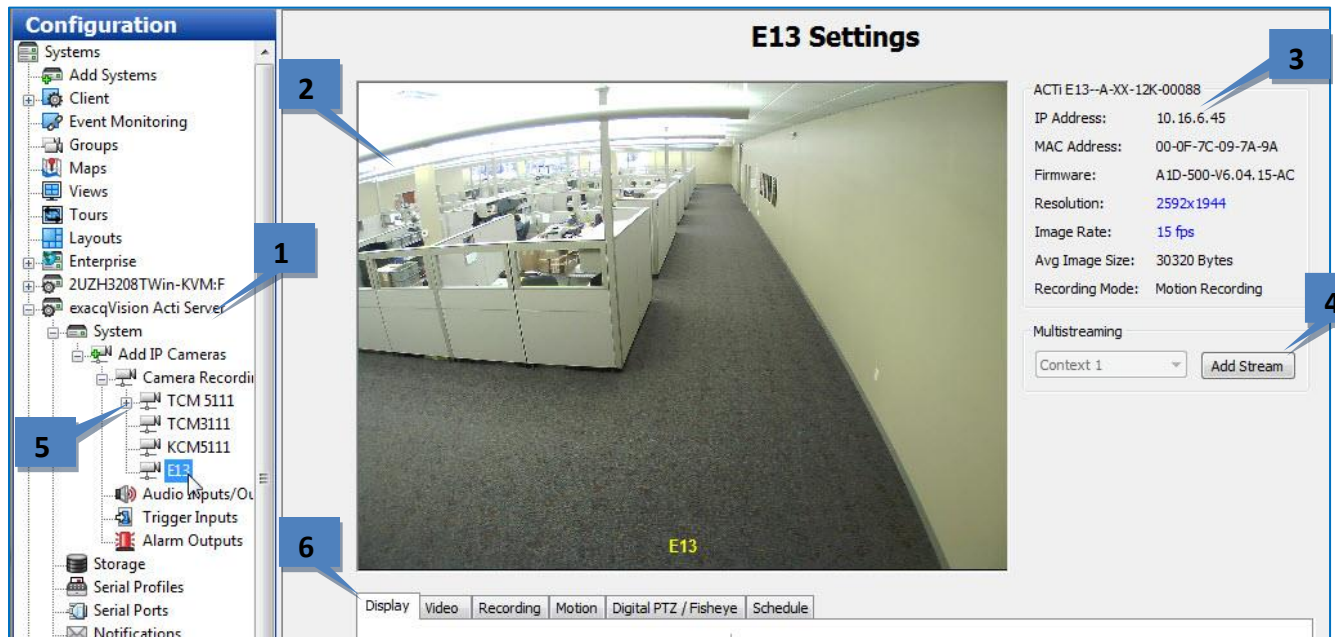 Configuration
Systems
Add Systems
Client
Event Monitoring
Groups
Maps
Views
Tours
Layouts
Enterprise
2UZH3208TWin-KVM:F
exacqVision Acti Server
System
Add IP Cameras
Camera Recordin
TCM 5111
TCM3111
KCM5111
E13
Audio Inputs/Ou
Trigger Inputs
Alarm Outputs
Storage
Serial Profiles
Serial Ports
Notifications
1
5
E13 Settings
2
E13
6
Display Video Recording Motion Digital PTZ / Fisheye Schedule
3
ACTi E13--A-XX-12K-00088
IP Address: 10.16.6.45
MAC Address: 00-0F-7C-09-7A-9A
Firmware: A1D-500-V6.04.15-AC
Resolution: 2592x1944
Image Rate: 15 fps
Avg Image Size: 30320 Bytes
Recording Mode: Motion Recording
4
Multistreaming
Context 1 Add Stream